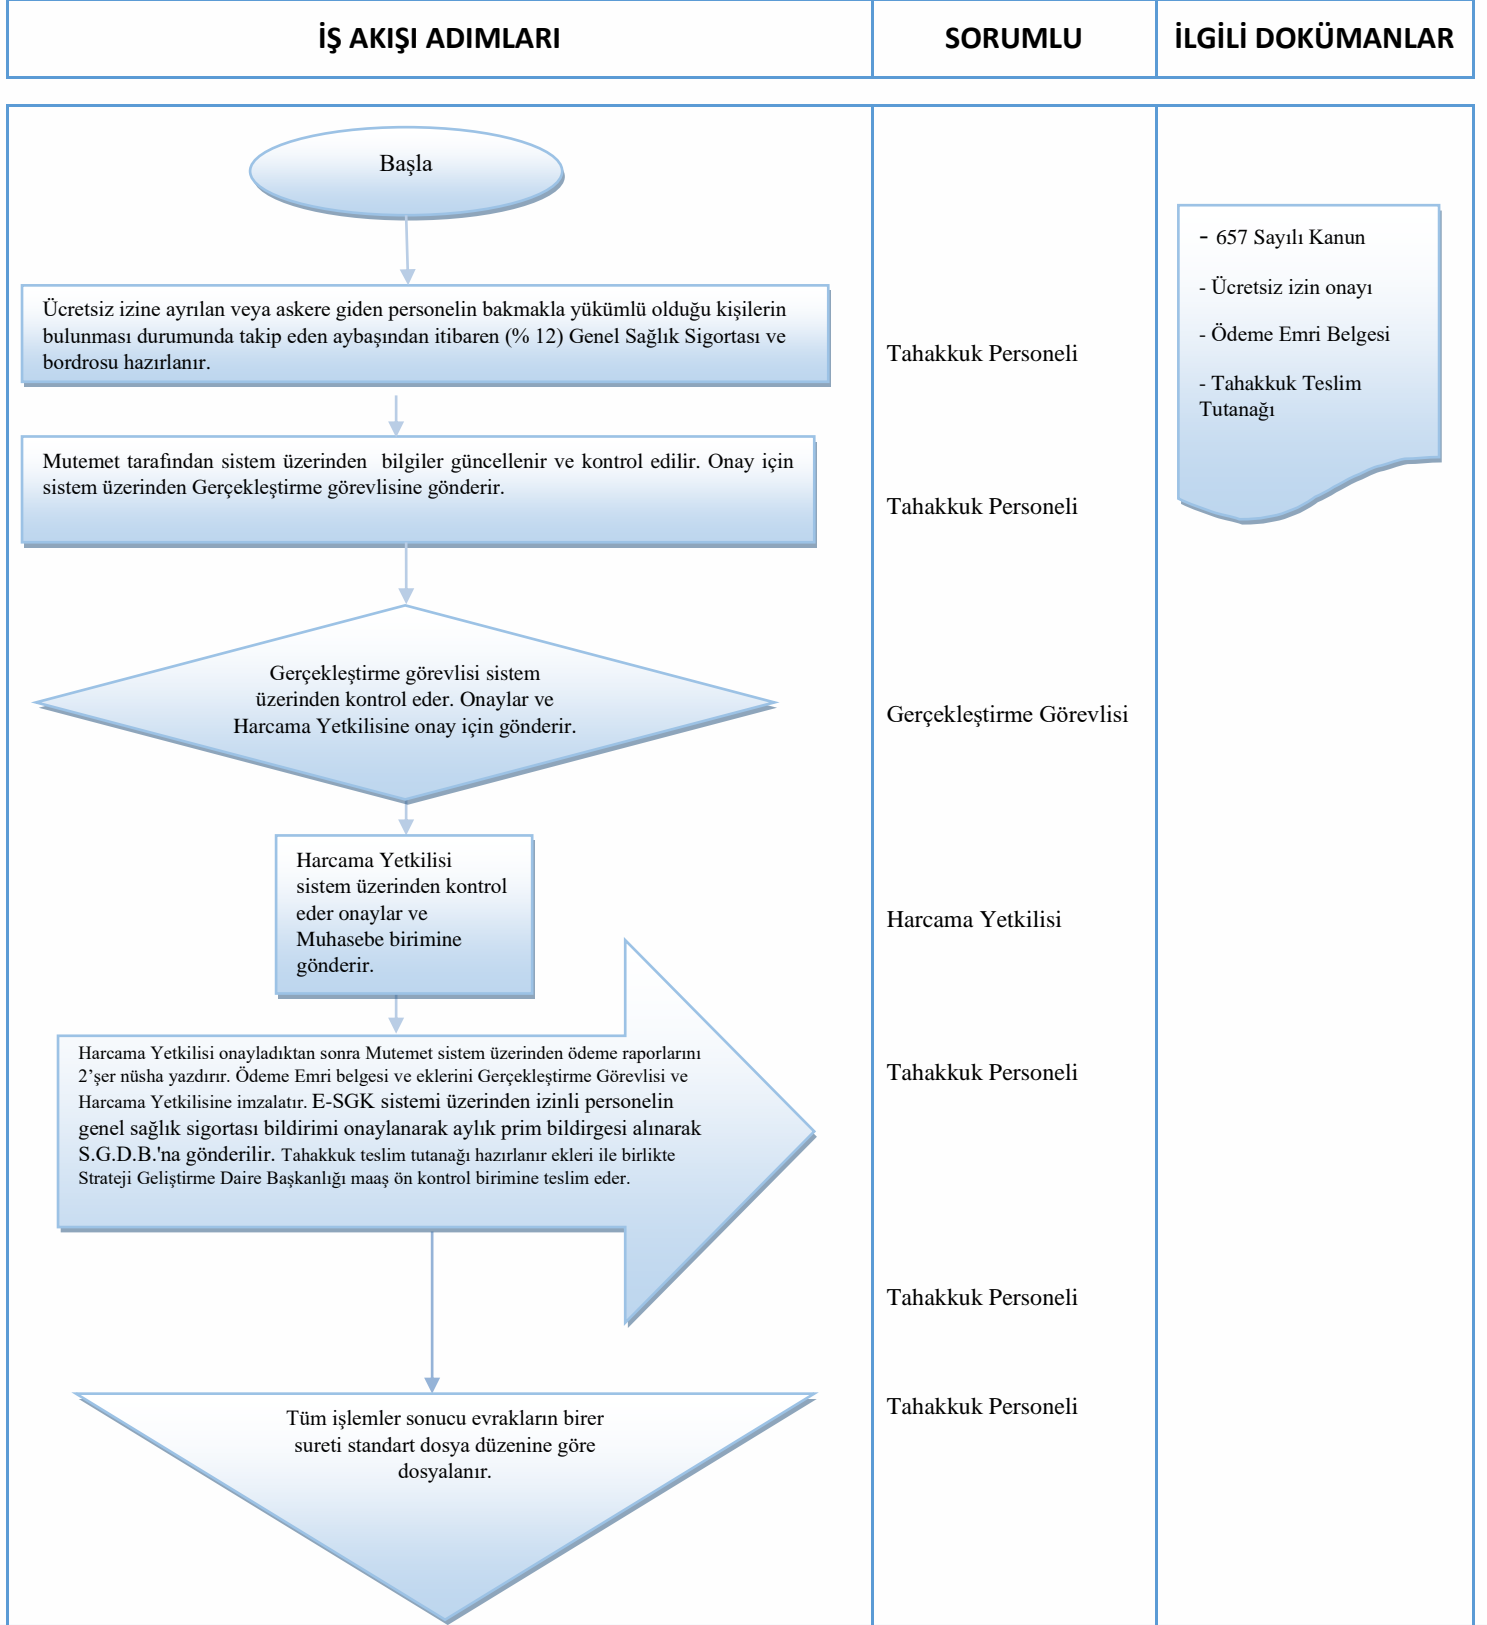 İŞ AKIŞI ADIMLARI
SORUMLU
İLGİLİ DOKÜMANLAR
Başla
Ücretsiz izine ayrılan veya askere giden personelin bakmakla yükümlü olduğu kişilerin
bulunması durumunda takip eden aybaşından itibaren (% 12) Genel Sağlık Sigortası ve
bordrosu hazırlanır.
Tahakkuk Personeli
- 657 Sayılı Kanun
- Ücretsiz izin onayı
- Ödeme Emri Belgesi
- Tahakkuk Teslim
Tutanağı
Mutemet tarafından sistem üzerinden  bilgiler güncellenir ve kontrol edilir. Onay için
sistem üzerinden Gerçekleştirme görevlisine gönderir.
Tahakkuk Personeli
Gerçekleştirme görevlisi sistem
üzerinden kontrol eder. Onaylar ve
Harcama Yetkilisine onay için gönderir.
Gerçekleştirme Görevlisi
Harcama Yetkilisi
sistem üzerinden kontrol
eder onaylar ve
Muhasebe birimine
gönderir.
Harcama Yetkilisi
Harcama Yetkilisi onayladıktan sonra Mutemet sistem üzerinden ödeme raporlarını
2’şer nüsha yazdırır. Ödeme Emri belgesi ve eklerini Gerçekleştirme Görevlisi ve
Harcama Yetkilisine imzalatır. E-SGK sistemi üzerinden izinli personelin
genel sağlık sigortası bildirimi onaylanarak aylık prim bildirgesi alınarak
S.G.D.B.'na gönderilir. Tahakkuk teslim tutanağı hazırlanır ekleri ile birlikte
Strateji Geliştirme Daire Başkanlığı maaş ön kontrol birimine teslim eder.
Tahakkuk Personeli
Tahakkuk Personeli
Tüm işlemler sonucu evrakların birer
sureti standart dosya düzenine göre
dosyalanır.
Tahakkuk Personeli